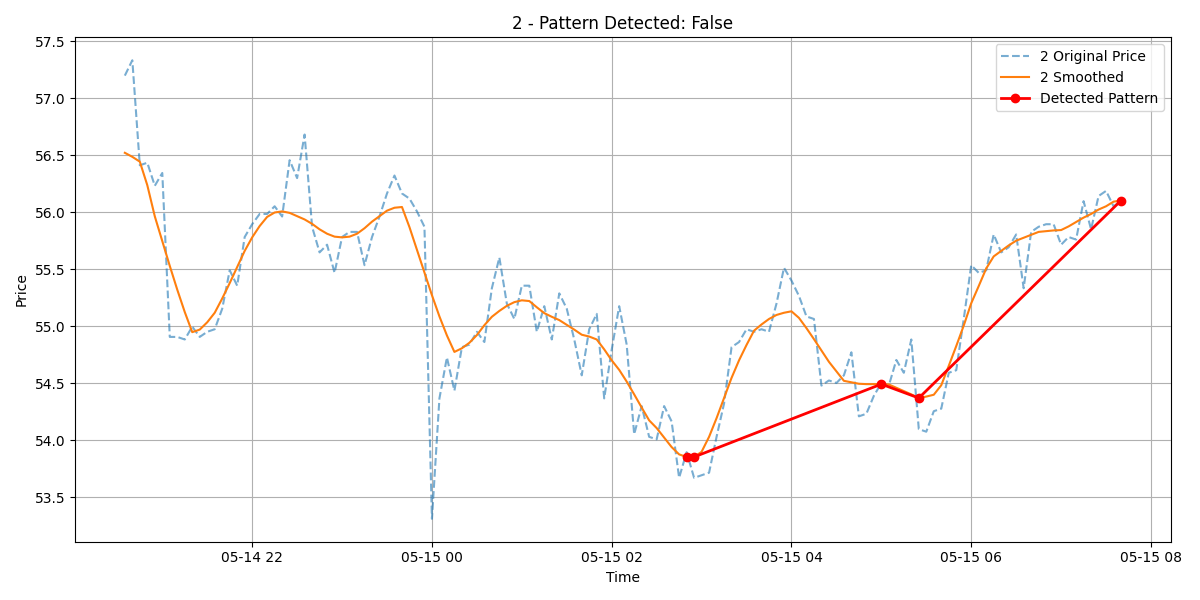 2 - Pattern Detected: False
2 Original Price
2 Smoothed
Detected Pattern
Price
57.5
57.0
56.5
56.0
55.5
55.0
54.5
54.0
53.5
05-14 22
05-15 00
05-15 02
05-15 04
05-15 06
05-15 08
Time